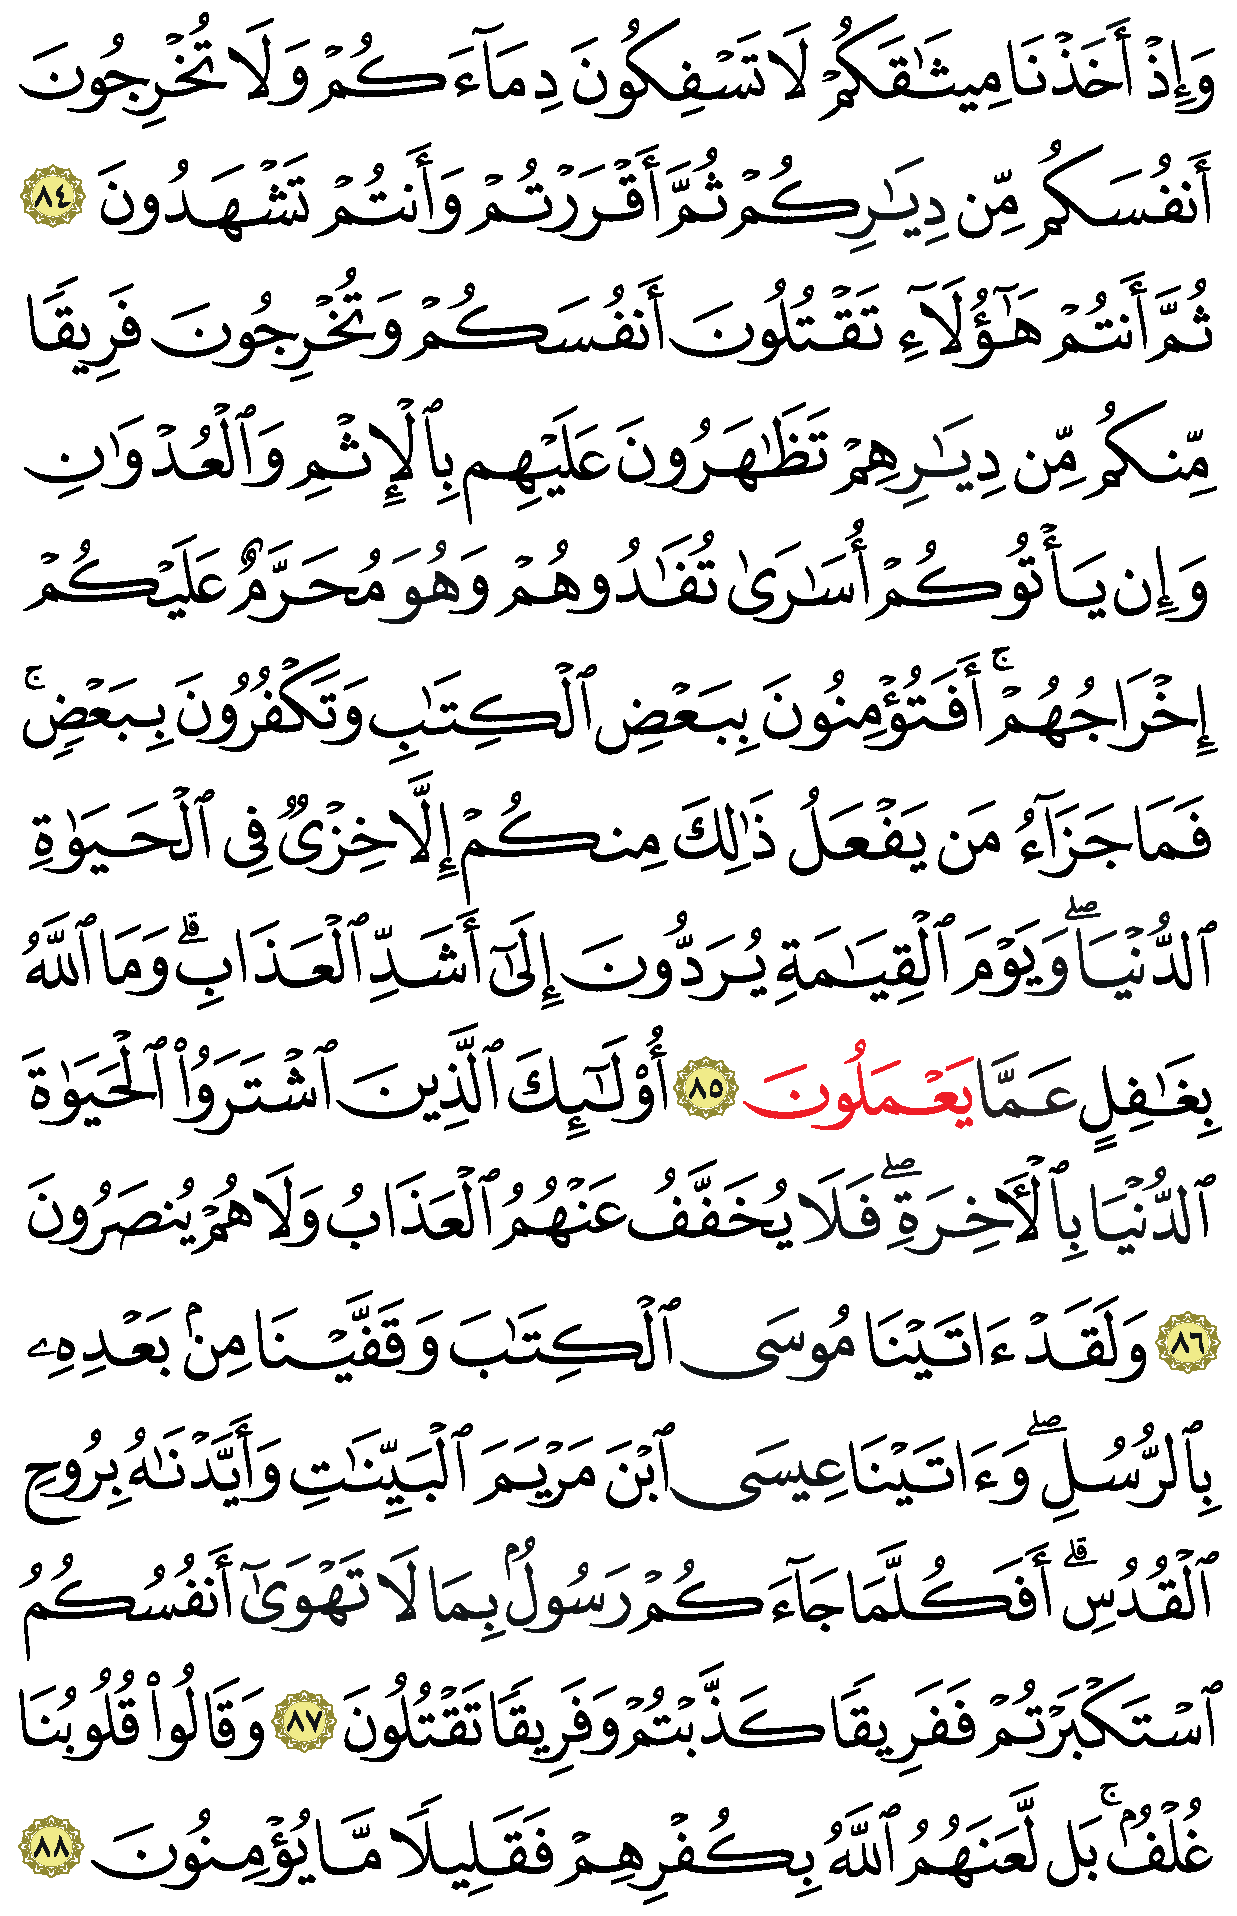 وَإِذْ أَخَذْنَا مِيثَٰقَكُمْ لَا تَسْفِكُونَ دِمَآءَكُمْ وَلَا تُخْرِجُونَ
أَنفُسَكُم مِّن دِيَٰرِكُمْ ثُمَّ أَقْرَرْتُمْ وَأَنتُمْ تَشْهَدُونَ ٨٤
ثُمَّ أَنتُمْ هَٰٓؤُلَآءِ تَقْتُلُونَ أَنفُسَكُمْ وَتُخْرِجُونَ فَرِيقًا
مِّنكُم مِّن دِيَٰرِهِمْ تَظَٰهَرُونَ عَلَيْهِم بِٱلْإِثْمِ وَٱلْعُدْوَٰنِ
وَإِن يَأْتُوكُمْ أُسَٰرَىٰ تُفَٰدُوهُمْ وَهُوَ مُحَرَّمٌ عَلَيْكُمْ
إِخْرَاجُهُمْ ۚ أَفَتُؤْمِنُونَ بِبَعْضِ ٱلْكِتَٰبِ وَتَكْفُرُونَ بِبَعْضٍ ۚ
فَمَا جَزَآءُ مَن يَفْعَلُ ذَٰلِكَ مِنكُمْ إِلَّا خِزْىٌ فِى ٱلْحَيَوٰةِ
ٱلدُّنْيَا ۖ وَيَوْمَ ٱلْقِيَٰمَةِ يُرَدُّونَ إِلَىٰٓ أَشَدِّ ٱلْعَذَابِ ۗ وَمَا ٱللَّهُ
بِغَٰفِلٍ عَمَّا يَعْمَلُونَ ٨٥ أُو۟لَٰٓئِكَ ٱلَّذِينَ ٱشْتَرَوُا۟ ٱلْحَيَوٰةَ
ٱلدُّنْيَا بِٱلْأَخِرَةِ ۖ فَلَا يُخَفَّفُ عَنْهُمُ ٱلْعَذَابُ وَلَا هُمْ يُنصَرُونَ
٨٦ وَلَقَدْ ءَاتَيْنَا مُوسَى ٱلْكِتَٰبَ وَقَفَّيْنَا مِنۢ بَعْدِهِۦ
بِٱلرُّسُلِ ۖ وَءَاتَيْنَا عِيسَى ٱبْنَ مَرْيَمَ ٱلْبَيِّنَٰتِ وَأَيَّدْنَٰهُ بِرُوحِ
ٱلْقُدُسِ ۗ أَفَكُلَّمَا جَآءَكُمْ رَسُولٌۢ بِمَا لَا تَهْوَىٰٓ أَنفُسُكُمُ
ٱسْتَكْبَرْتُمْ فَفَرِيقًا كَذَّبْتُمْ وَفَرِيقًا تَقْتُلُونَ ٨٧ وَقَالُوا۟ قُلُوبُنَا
غُلْفٌۢ ۚ بَل لَّعَنَهُمُ ٱللَّهُ بِكُفْرِهِمْ فَقَلِيلًا مَّا يُؤْمِنُونَ ٨٨